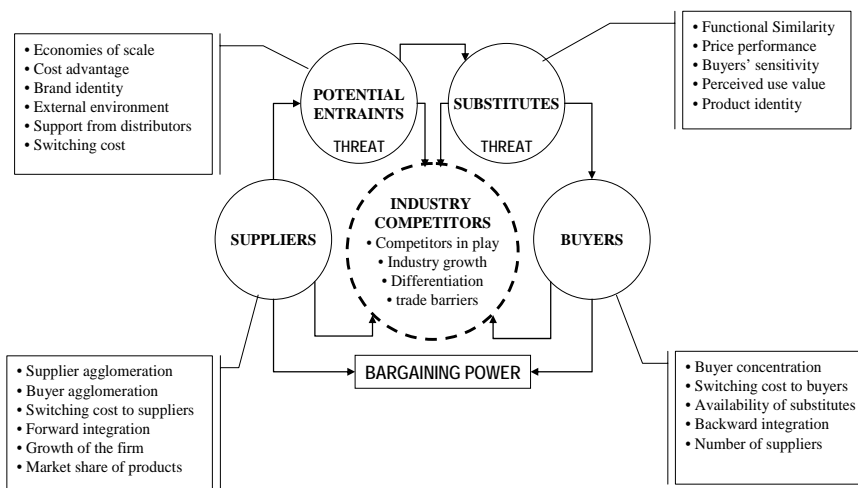 • Economies of scale
• Cost advantage
• Brand identity
• External environment
• Support from distributors
• Switching cost
POTENTIAL
ENTRAINTS
THREAT
SUBSTITUTES
THREAT
• Functional Similarity
• Price performance
• Buyers' sensitivity
• Perceived use value
• Product identity
SUPPLIERS
INDUSTRY
COMPETITORS
• Competitors in play
• Industry growth
• Differentiation
• trade barriers
BUYERS
• Supplier agglomeration
• Buyer agglomeration
• Switching cost to suppliers
• Forward integration
• Growth of the firm
• Market share of products
BARGAINING POWER
• Buyer concentration
• Switching cost to buyers
• Availability of substitutes
• Backward integration
• Number of suppliers